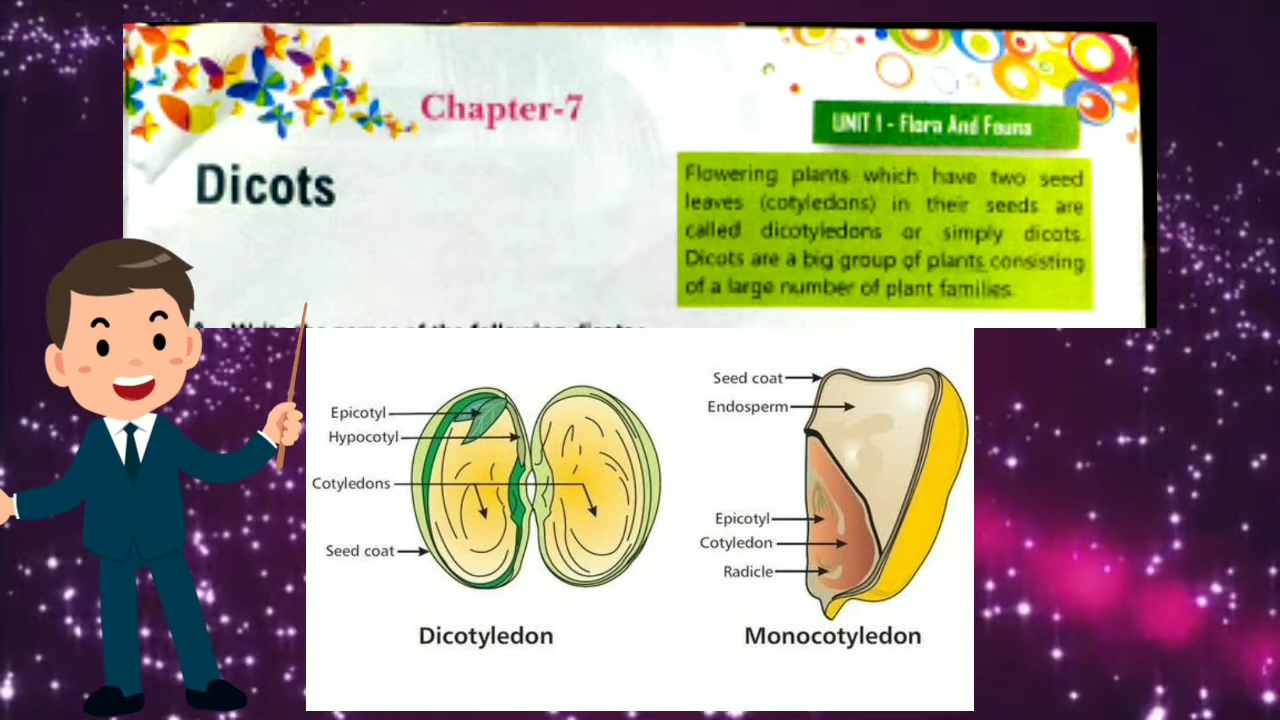 Chapter-7
UNIT 1 - Flora And Fauna
Dicots
Flowering plants which have two seed
leaves (cotyledons) in their seeds are
called dicotyledons or simply dicots.
Dicots are a big group of plants consisting
of a large number of plant families.
Epicotyl
Hypocotyl
Cotyledons
Seed coat
Dicotyledon
Seed coat
Endosperm
Epicotyl
Cotyledon
Radicle
Monocotyledon